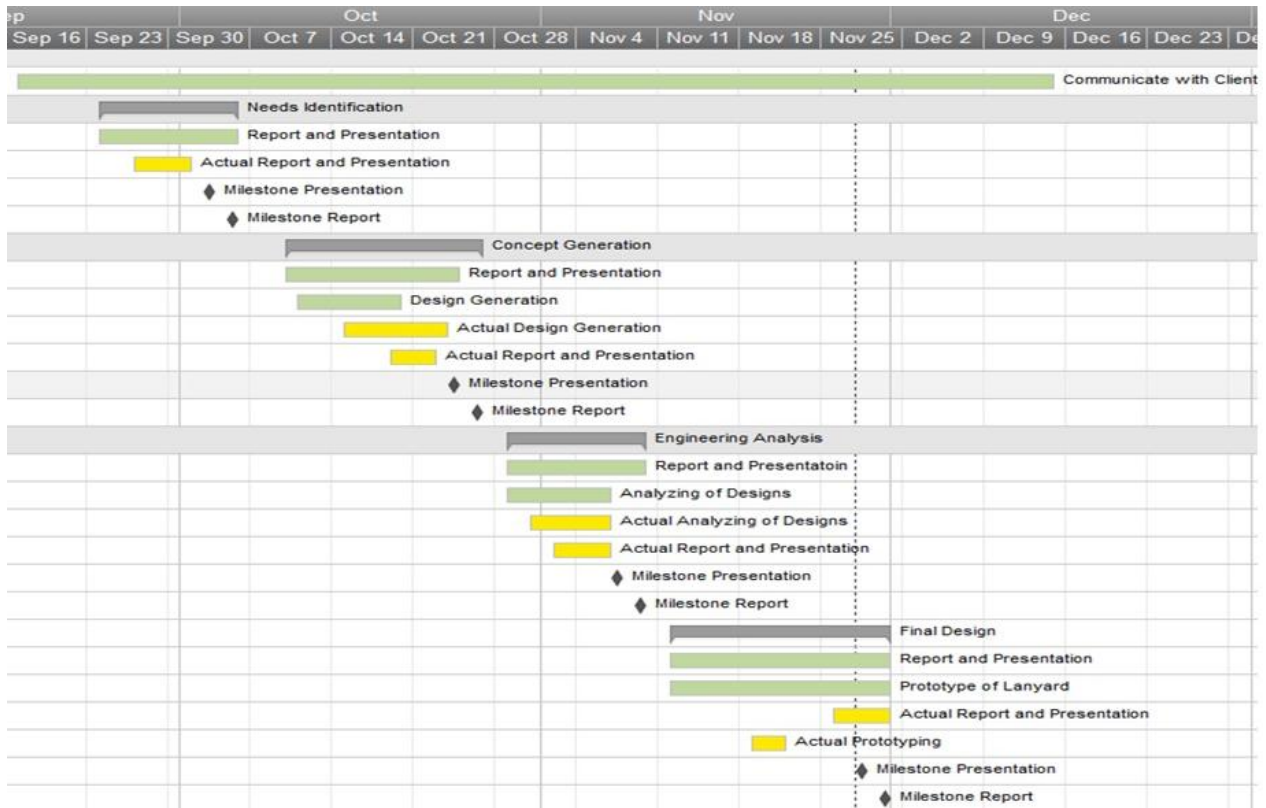 Oct Nov Dec
Sep 16 Sep 23 Sep 30 Oct 7 Oct 14 Oct 21 Oct 28 Nov 4 Nov 11 Nov 18 Nov 25 Dec 2 Dec 9 Dec 16 Dec 23
Communicate with Client
Needs Identification
Report and Presentation
Actual Report and Presentation
Milestone Presentation
Milestone Report
Concept Generation
Report and Presentation
Design Generation
Actual Design Generation
Actual Report and Presentation
Milestone Presentation
Milestone Report
Engineering Analysis
Report and Presentatoin
Analyzing of Designs
Actual Analyzing of Designs
Actual Report and Presentation
Milestone Presentation
Milestone Report
Final Design
Report and Presentation
Prototype of Lanyard
Actual Report and Presentation
Actual Prototyping
Milestone Presentation
Milestone Report